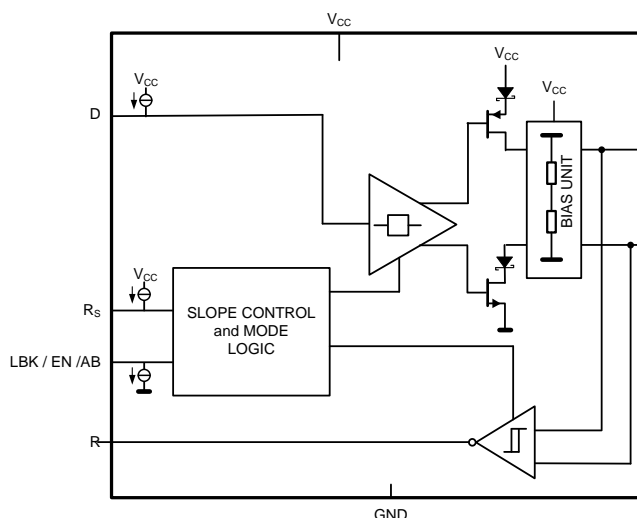 VCC
VCC
VCC
D
VCC
BIAS UNIT
VCC
RS
SLOPE CONTROL
and MODE
LOGIC
LBK / EN /AB
R
GND